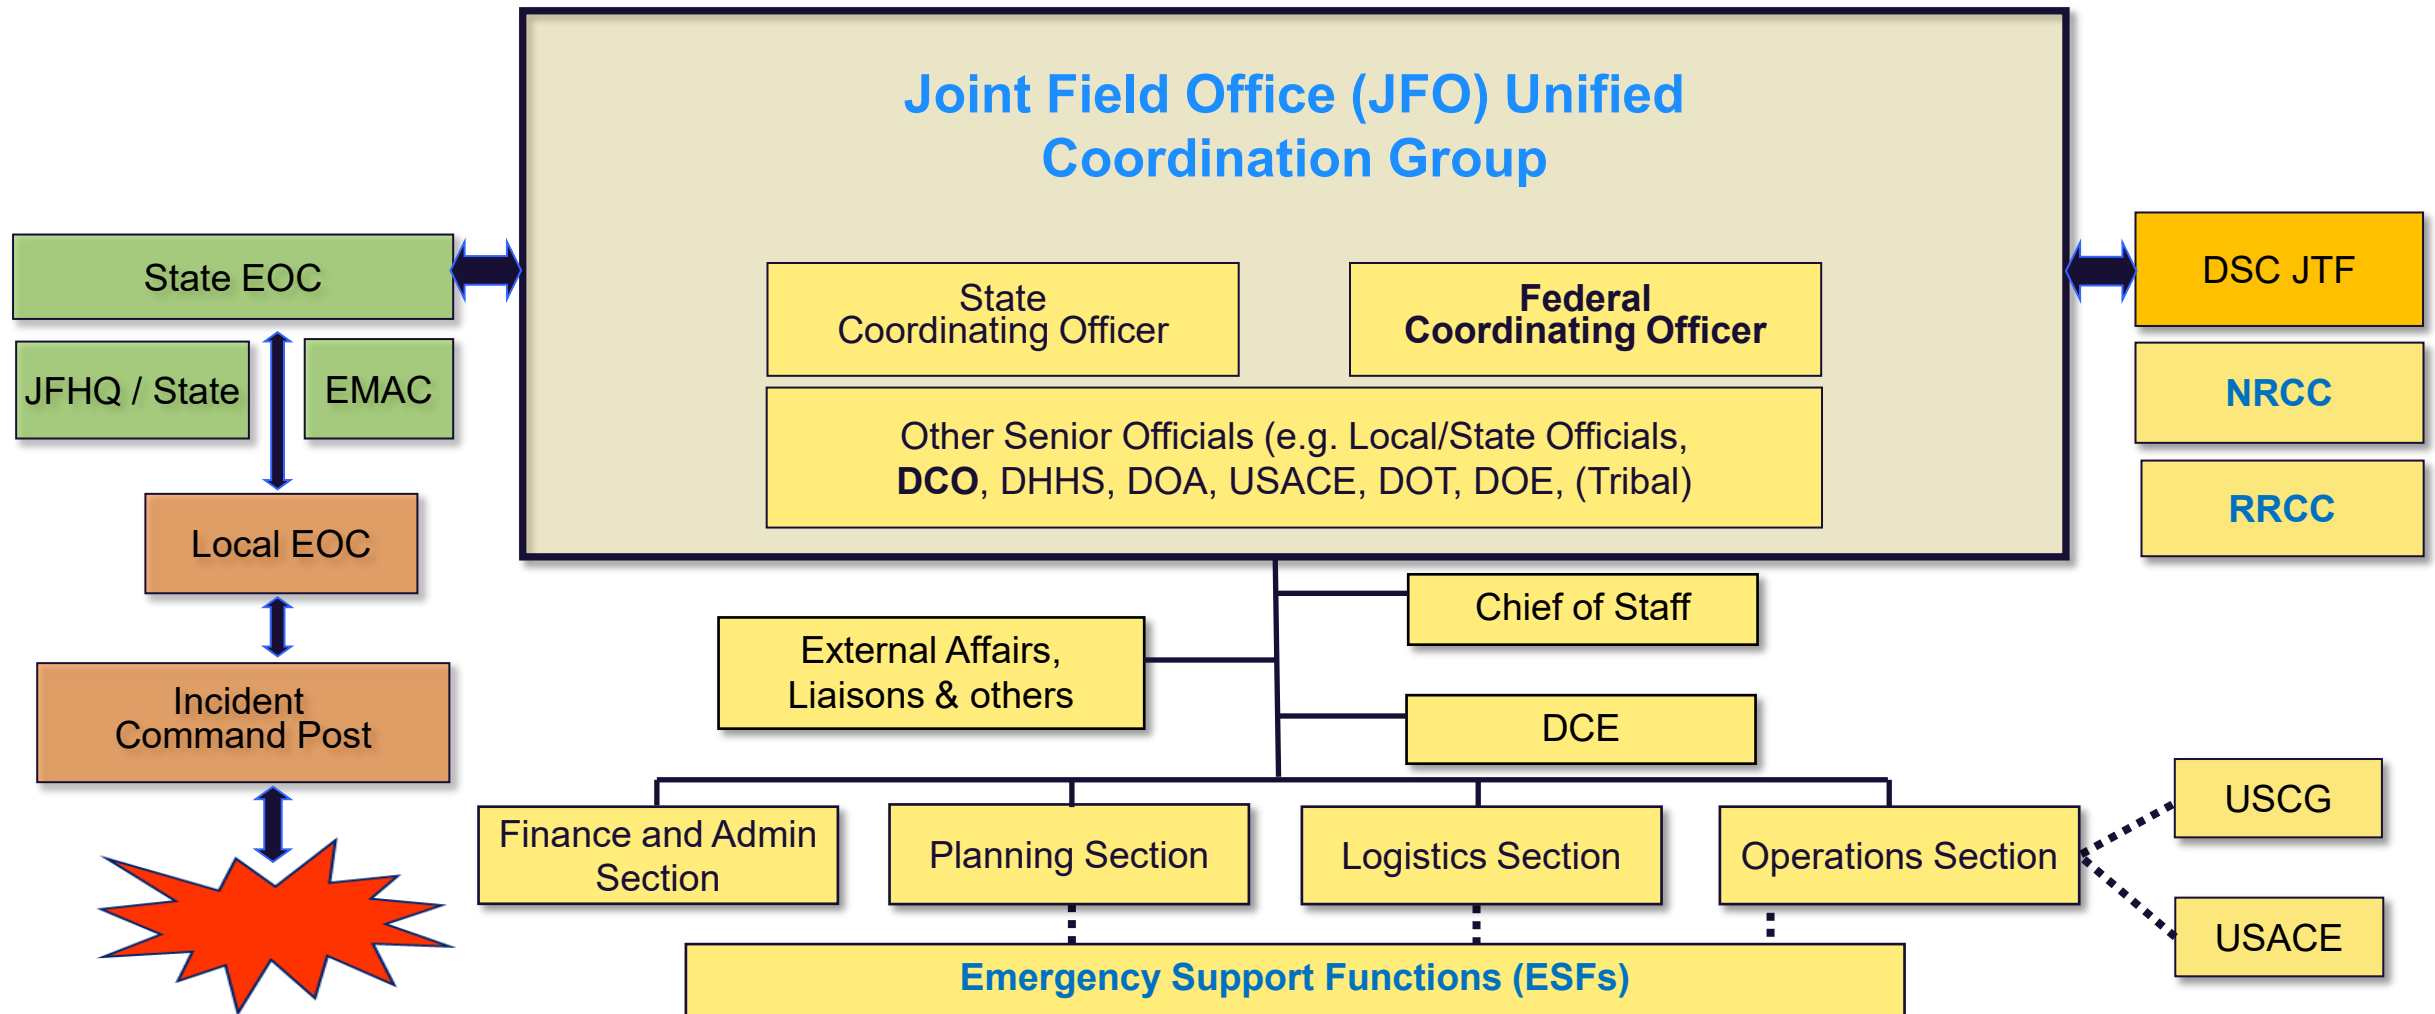 Joint Field Office (JFO) Unified
Coordination Group
State EOC
JFHQ / State
EMAC
Local EOC
Incident
Command Post
State
Coordinating Officer
Federal
Coordinating Officer
Other Senior Officials (e.g. Local/State Officials,
DCO, DHHS, DOA, USACE, DOT, DOE, (Tribal)
DSC JTF
NRCC
RRCC
Chief of Staff
External Affairs,
Liaisons & others
DCE
Finance and Admin
Section
Planning Section
Logistics Section
Operations Section
USCG
USACE
Emergency Support Functions (ESFs)